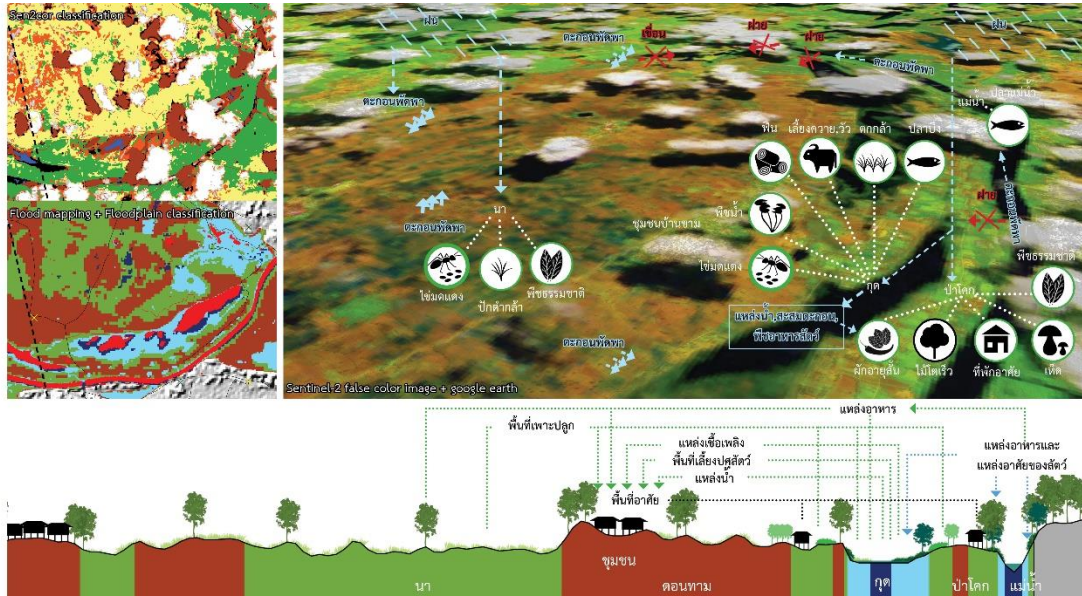 Sen2cor classification
Flood mapping + Floodplain classification
ฝน
ตะกอนพัดพา
เขื่อน
ฝาย
ฝาย
ฝน
ตะกอนพัดพา
ตะกอนพัดพา
แม่น้ำ
ปลาแม่น้ำ
ฟืน
เลี้ยงควาย,วัว
ตกกล้า
ปลาบึง
ฝาย
ตะกอนพัดพา
พืชน้ำ
ชุมชนบ้านขาม
ไข่มดแดง
ตะกอนพัดพา
นา
ไข่มดแดง
ปักดำกล้า
พืชธรรมชาติ
กุด
ป่าโคก
พืชธรรมชาติ
แหล่งน้ำ,สะสมตะกอน,
พืชอาหารสัตว์
ผักอายุสั้น
ไม้โตเร็ว
ที่พักอาศัย
เห็ด
ตะกอนพัดพา
Sentinel-2 false color image + google earth
แหล่งอาหาร
พื้นที่เพาะปลูก
แหล่งเชื้อเพลิง
พื้นที่เลี้ยงปศุสัตว์
แหล่งน้ำ
แหล่งอาหารและ
แหล่งอาศัยของสัตว์
พื้นที่อาศัย
ชุมชน
นา
ดอนทาม
กุด
ป่าโคก
แม่น้ำ